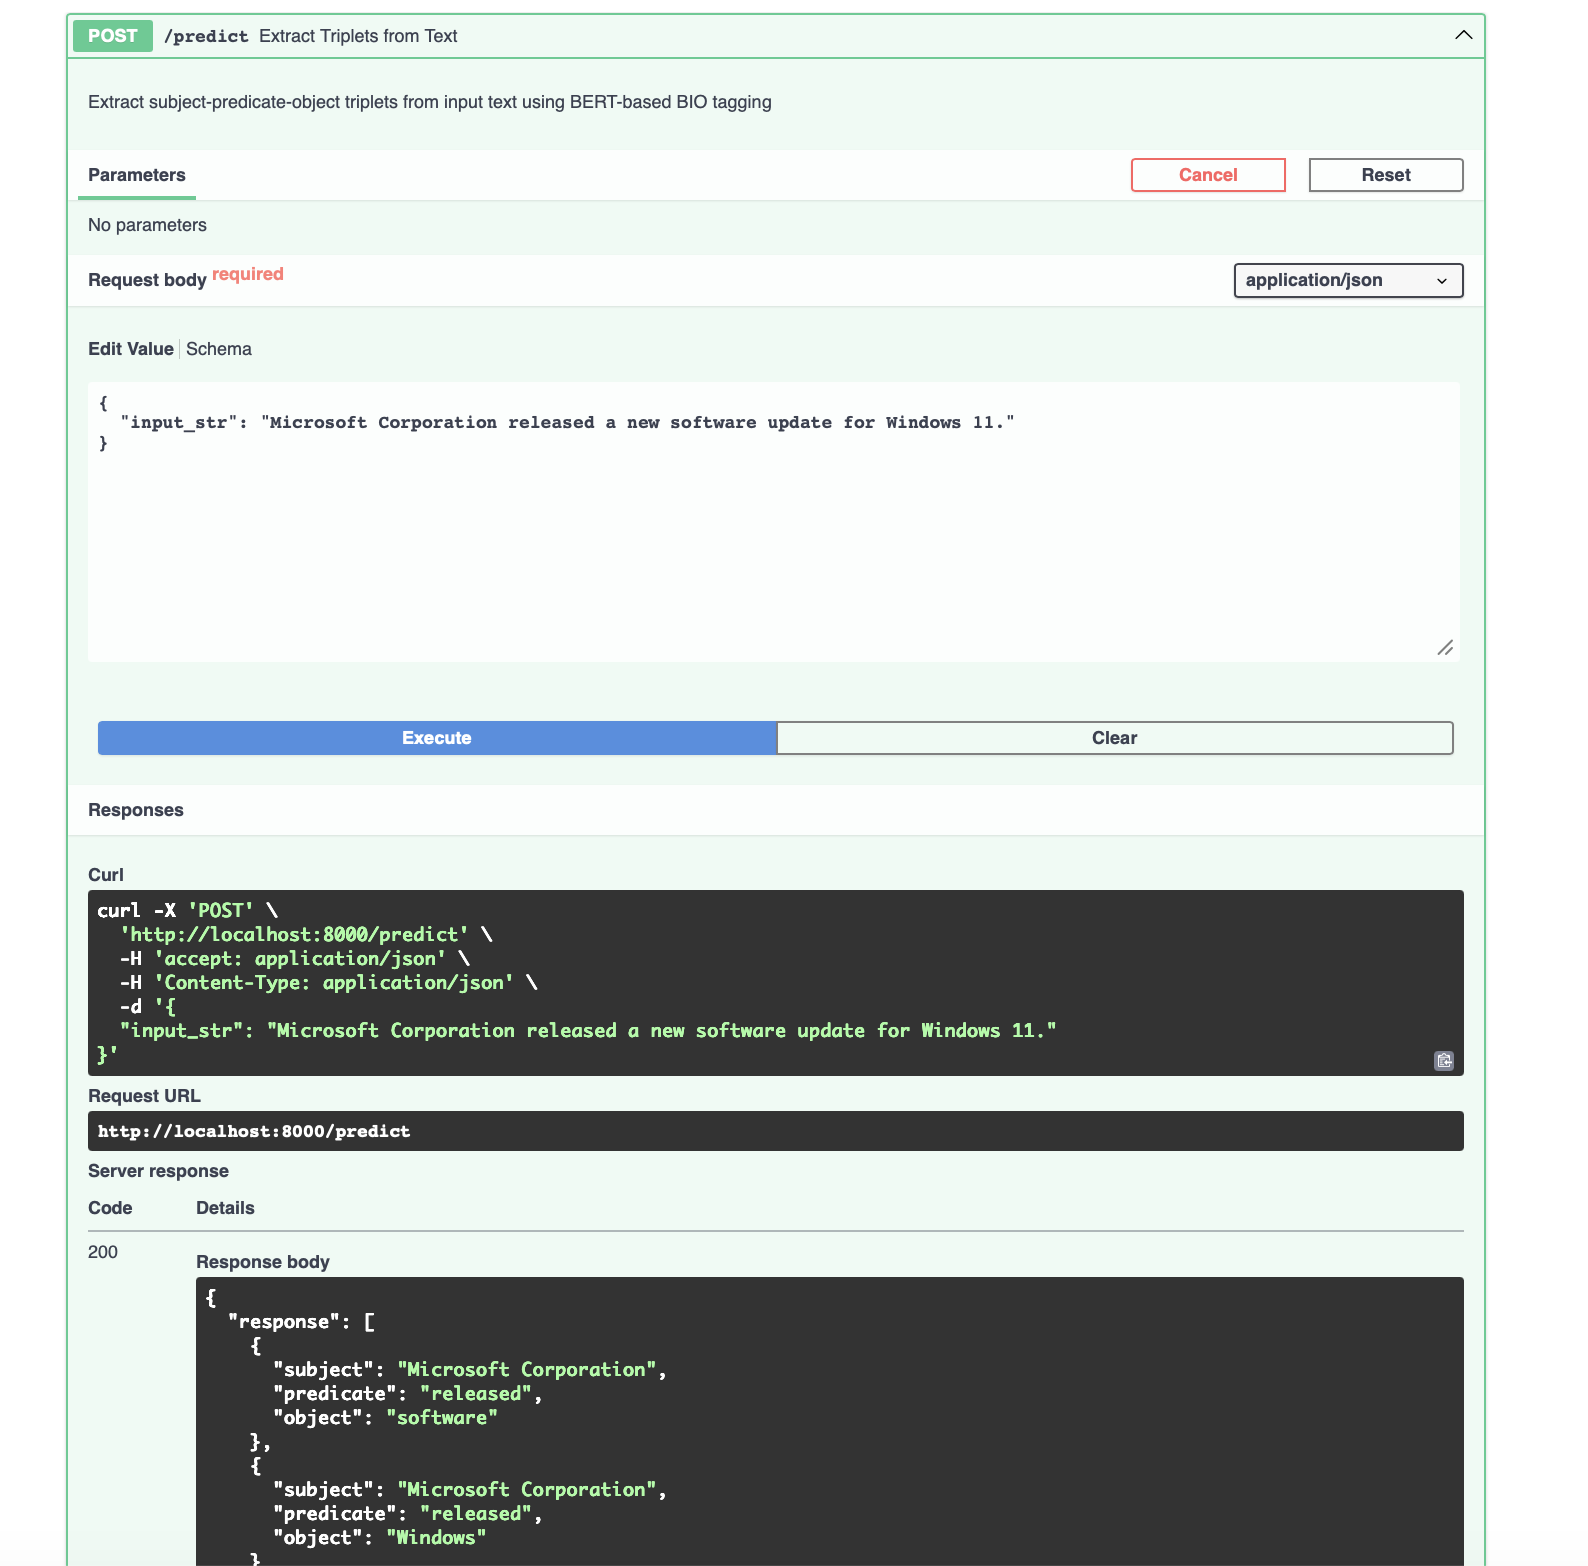 POST /predict Extract Triplets from Text
Extract subject-predicate-object triplets from input text using BERT-based BIO tagging
Parameters Cancel Reset
No parameters
Request body required application/json
Edit Value Schema
{
"input_str": "Microsoft Corporation released a new software update for Windows 11."
}
Execute Clear
Responses
Curl
curl -X 'POST' \
'http://localhost:8000/predict' \
-H 'accept: application/json' \
-H 'Content-Type: application/json' \
-d '{
"input_str": "Microsoft Corporation released a new software update for Windows 11."
}'
Request URL
http://localhost:8000/predict
Server response
Code Details
200
Response body
{
"response": [
{
"subject": "Microsoft Corporation",
"predicate": "released",
"object": "software"
},
{
"subject": "Microsoft Corporation",
"predicate": "released",
"object": "Windows"
}